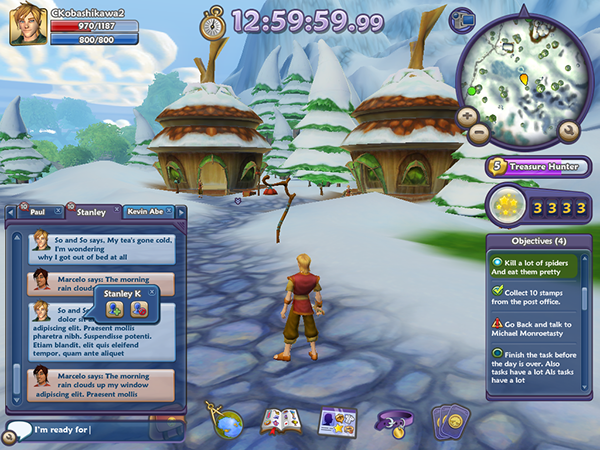 CKobashikawa2
970/1187
800/800
12:59:59.99
5 Treasure Hunter
3 3 3 3
10 Paul
10 Stanley
Kevin Abe
So and So says, My tea's gone cold,
I'm wondering
why I got out of bed at all
Marcelo says: The morning
rain clouds
Stanley K
So and So
dolor sit
adipiscing elit. Praesent mollis
pharetra nibh. Suspendisse potenti.
Etiam blandit, elit quis eleifend
tempor, quam ante aliquet
Marcelo says: The morning
rain clouds up my window
adipiscing elit. Praesent mollis
I'm ready for
Objectives (4)
Kill a lot of spiders
And eat them pretty
Collect 10 stamps
from the post office.
Go Back and talk to
Michael Monroetasty
Finish the task before
the day is over. Also
tasks have a lot Als tasks
have a lot